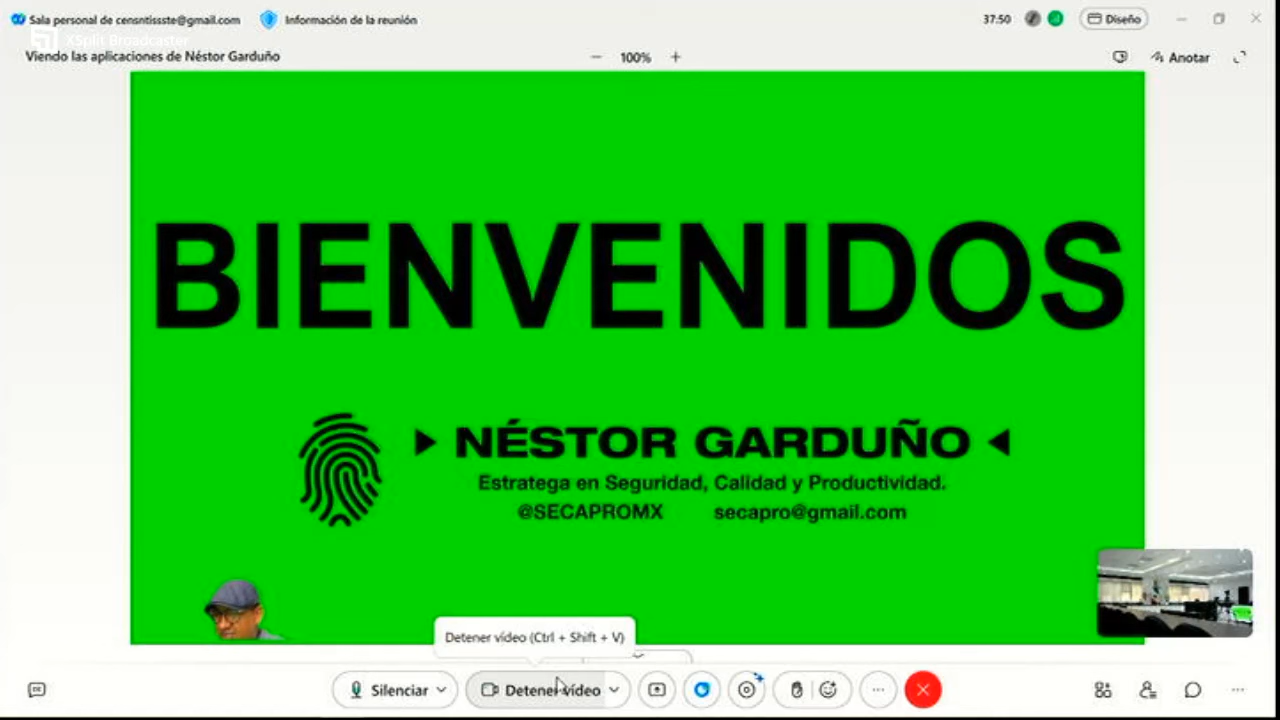 Sala personal de censntissste@gmail.com
Información de la reunión
37:50
Diseño
XSplit Broadcaster
Viendo las aplicaciones de Néstor Garduño
100%
Anotar
BIENVENIDOS
NÉSTOR GARDUÑO
Estratega en Seguridad, Calidad y Productividad.
@SECAPROMX secapro@gmail.com
Detener vídeo (Ctrl + Shift + V)
Silenciar
Detener vídeo